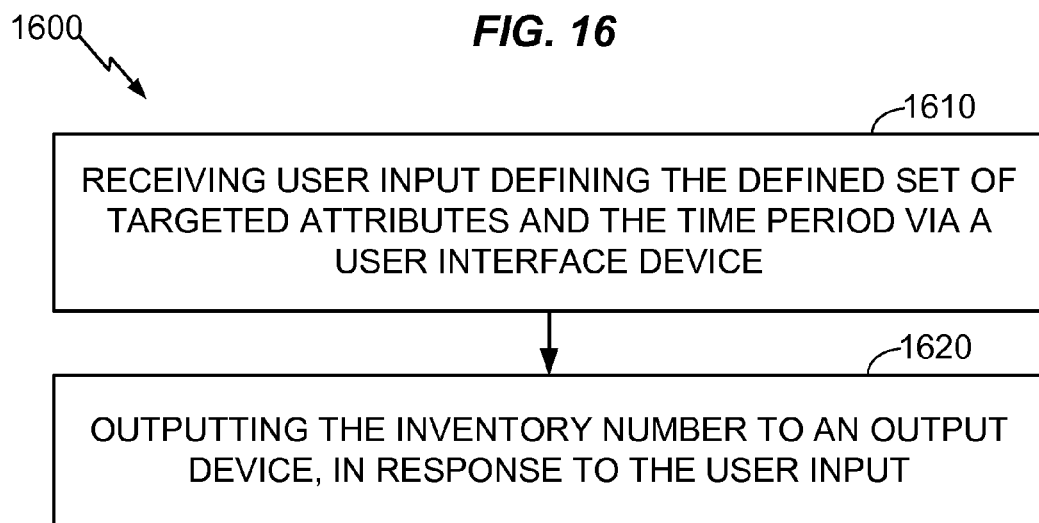 1600
FIG. 16
1610
RECEIVING USER INPUT DEFINING THE DEFINED SET OF
TARGETED ATTRIBUTES AND THE TIME PERIOD VIA A
USER INTERFACE DEVICE
1620
OUTPUTTING THE INVENTORY NUMBER TO AN OUTPUT
DEVICE, IN RESPONSE TO THE USER INPUT